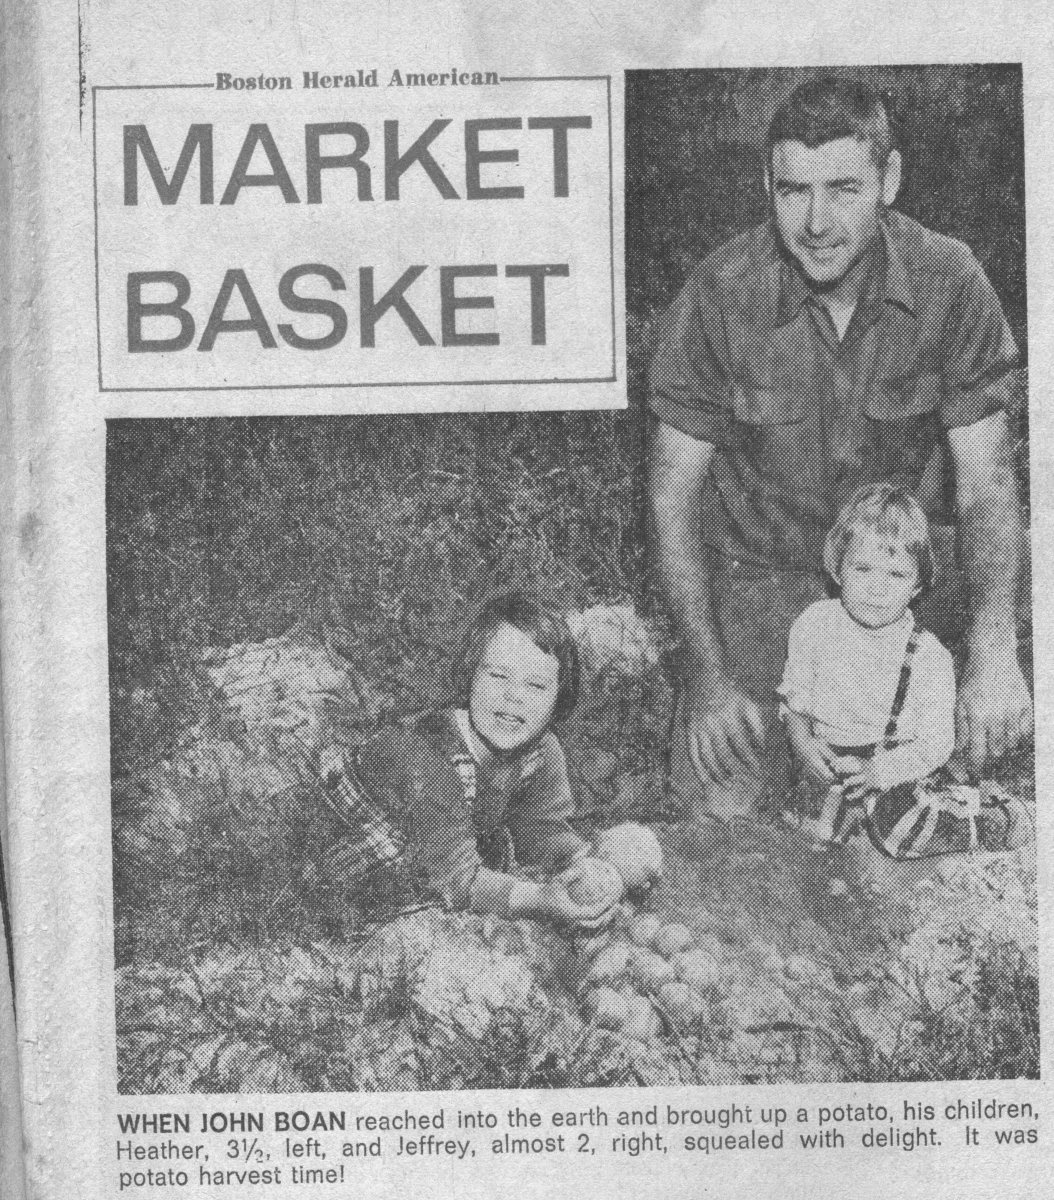 Boston Herald American
MARKET
BASKET
WHEN JOHN BOAN reached into the earth and brought up a potato, his children,
Heather, 3½, left, and Jeffrey, almost 2, right, squealed with delight. It was
potato harvest time!